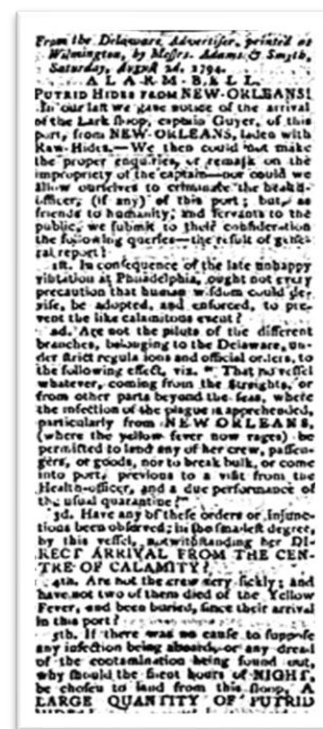 From the Delaware Advertiser, printed at
Wilmington, by Messrs. Adams & Smyth,
Saturday, August 2d. 1794.
ALARM-BELL
PUTRID HIDES FROM NEW-ORLEANS!
In our last we gave notice of the arrival
of the Lark sloop, captain Guyer, of this
port, from NEW-ORLEANS, laden with
Raw-Hides.—We then could not make
the proper enquiries, or remark on the
impropriety of the captain—nor could we
allow ourselves to criminate the health-
officer, (if any) of this port; but, as
friends to humanity, and servants to the
public, we submit to their consideration
the following queries—the result of gene-
ral report:
1st. In consequence of the late unhappy
visitation at Philadelphia, ought not every
precaution that human wisdom could de-
vise, be adopted, and enforced, to pre-
vent the like calamitous event?
2d. Are not the pilots of the different
branches, belonging to the Delaware, un-
der strict regulations and official orders, to
the following effect, viz. "That no vessel
whatever, coming from the Streights, or
from other parts beyond the seas, where
the infection of the plague is apprehended,
particularly from NEW ORLEANS,
(where the yellow fever now rages) be
permitted to land any of her crew, passen-
gers, or goods, nor to break bulk, or come
into port, previous to a visit from the
Health-officer, and a due performance of
the usual quarantine?"
3d. Have any of these orders or injunc-
tions been observed; in the smallest degree,
by this vessel, notwithstanding her DI-
RECT ARRIVAL FROM THE CEN-
TRE OF CALAMITY?
4th. Are not the crew very sickly; and
have not two of them died of the Yellow
Fever, and been buried, since their arrival
in this port?
5th. If there was no cause to suppose
any infection being aboard, or any dread
of the contamination being found out,
why should the silent hours of NIGHT,
be chosen to land from this sloop, A
LARGE QUANTITY OF PUTRID